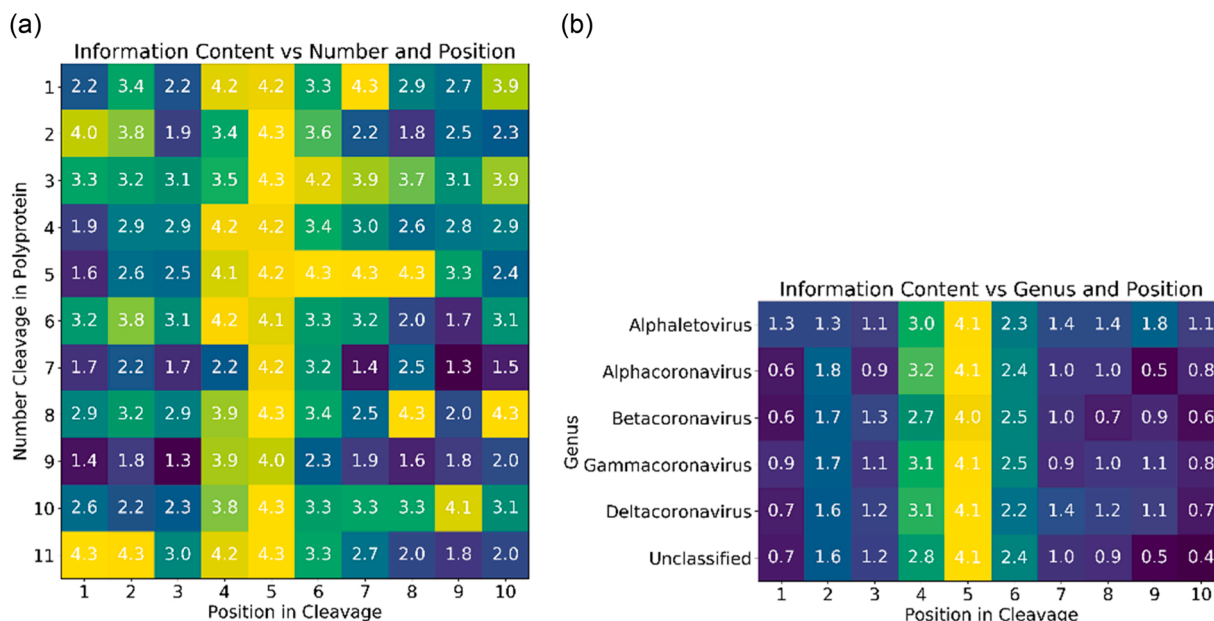 (a)
Information Content vs Number and Position
Number Cleavage in Polyprotein
1 2.2 3.4 2.2 4.2 4.2 3.3 4.3 2.9 2.7 3.9
2 4.0 3.8 1.9 3.4 4.3 3.6 2.2 1.8 2.5 2.3
3 3.3 3.2 3.1 3.5 4.3 4.2 3.9 3.7 3.1 3.9
4 1.9 2.9 2.9 4.2 4.2 3.4 3.0 2.6 2.8 2.9
5 1.6 2.6 2.5 4.1 4.2 4.3 4.3 4.3 3.3 2.4
6 3.2 3.8 3.1 4.2 4.1 3.3 3.2 2.0 1.7 3.1
7 1.7 2.2 1.7 2.2 4.2 3.2 1.4 2.5 1.3 1.5
8 2.9 3.2 2.9 3.9 4.3 3.4 2.5 4.3 2.0 4.3
9 1.4 1.8 1.3 3.9 4.0 2.3 1.9 1.6 1.8 2.0
10 2.6 2.2 2.3 3.8 4.3 3.3 3.3 3.3 4.1 3.1
11 4.3 4.3 3.0 4.2 4.3 3.3 2.7 2.0 1.8 2.0
1 2 3 4 5 6 7 8 9 10
Position in Cleavage
(b)
Information Content vs Genus and Position
Genus
Alphaletovirus 1.3 1.3 1.1 3.0 4.1 2.3 1.4 1.4 1.8 1.1
Alphacoronavirus 0.6 1.8 0.9 3.2 4.1 2.4 1.0 1.0 0.5 0.8
Betacoronavirus 0.6 1.7 1.3 2.7 4.0 2.5 1.0 0.7 0.9 0.6
Gammacoronavirus 0.9 1.7 1.1 3.1 4.1 2.5 0.9 1.0 1.1 0.8
Deltacoronavirus 0.7 1.6 1.2 3.1 4.1 2.2 1.4 1.2 1.1 0.7
Unclassified 0.7 1.6 1.2 2.8 4.1 2.4 1.0 0.9 0.5 0.4
1 2 3 4 5 6 7 8 9 10
Position in Cleavage